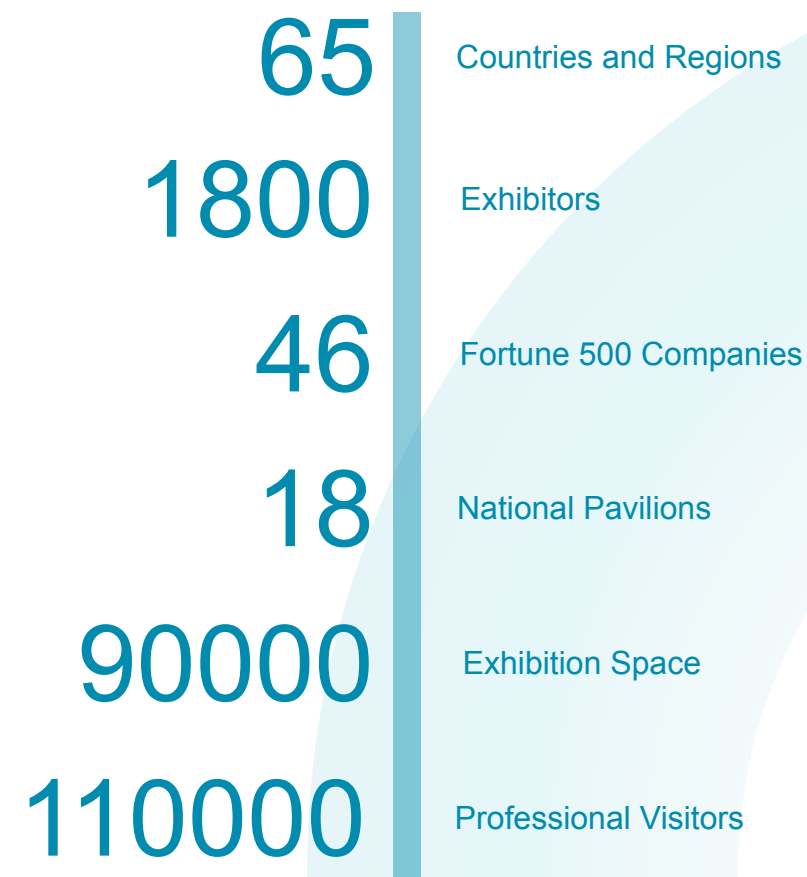 65 Countries and Regions
1800 Exhibitors
46 Fortune 500 Companies
18 National Pavilions
90000 Exhibition Space
110000 Professional Visitors